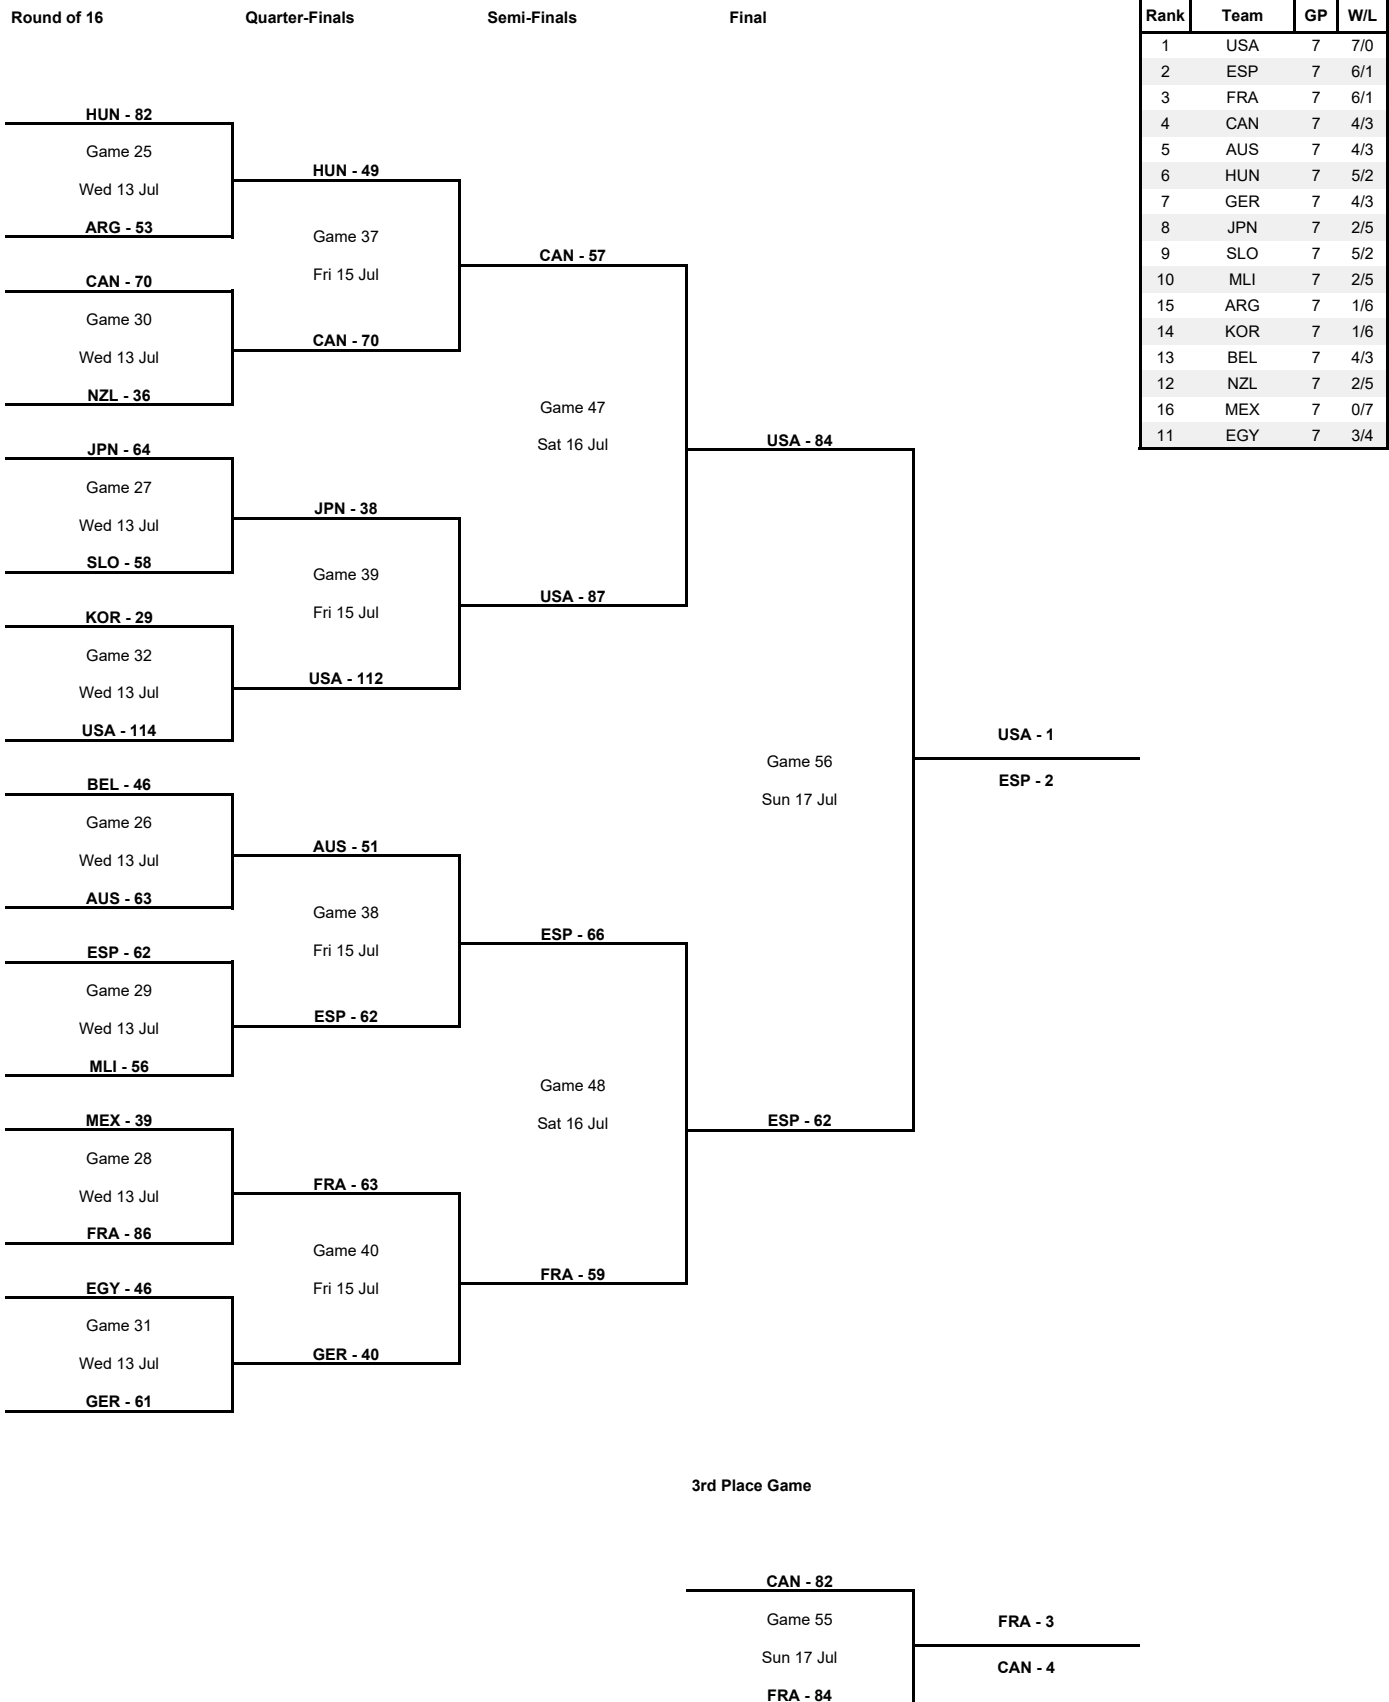 Round of 16
Quarter-Finals
Semi-Finals
Final
Rank Team GP W/L
1 USA 7 7/0
2 ESP 7 6/1
3 FRA 7 6/1
4 CAN 7 4/3
5 AUS 7 4/3
6 HUN 7 5/2
7 GER 7 4/3
8 JPN 7 2/5
9 SLO 7 5/2
10 MLI 7 2/5
15 ARG 7 1/6
14 KOR 7 1/6
13 BEL 7 4/3
12 NZL 7 2/5
16 MEX 7 0/7
11 EGY 7 3/4
HUN - 82
Game 25
Wed 13 Jul
ARG - 53
CAN - 70
Game 30
Wed 13 Jul
NZL - 36
JPN - 64
Game 27
Wed 13 Jul
SLO - 58
KOR - 29
Game 32
Wed 13 Jul
USA - 114
BEL - 46
Game 26
Wed 13 Jul
AUS - 63
ESP - 62
Game 29
Wed 13 Jul
MLI - 56
MEX - 39
Game 28
Wed 13 Jul
FRA - 86
EGY - 46
Game 31
Wed 13 Jul
GER - 61
HUN - 49
Game 37
Fri 15 Jul
CAN - 70
JPN - 38
Game 39
Fri 15 Jul
USA - 112
AUS - 51
Game 38
Fri 15 Jul
ESP - 62
FRA - 63
Game 40
Fri 15 Jul
GER - 40
CAN - 57
Game 47
Sat 16 Jul
USA - 87
ESP - 66
Game 48
Sat 16 Jul
FRA - 59
USA - 84
Game 56
Sun 17 Jul
ESP - 62
USA - 1
ESP - 2
3rd Place Game
CAN - 82
Game 55
Sun 17 Jul
FRA - 84
FRA - 3
CAN - 4